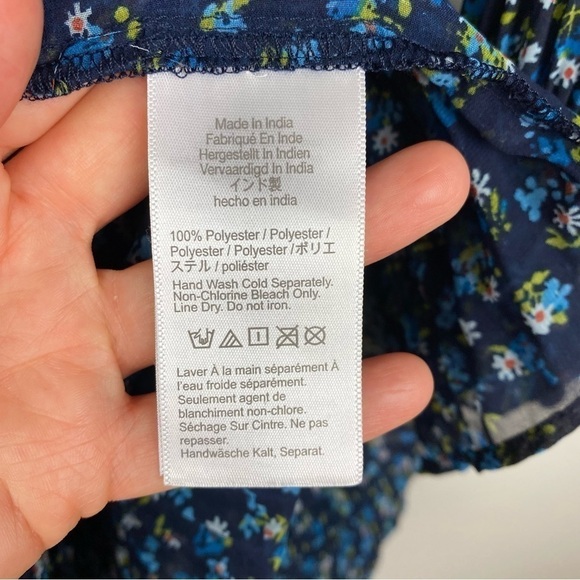 Made In India
Fabriqué En Inde
Hergestellt in Indien
Vervaardigd in India
インド製
hecho en india
100% Polyester / Polyester /
Polyester / Polyester /ポリエ
ステル / poliéster
Hand Wash Cold Separately.
Non-Chlorine Bleach Only.
Line Dry. Do not iron.
Laver À la main séparément À
l'eau froide séparément.
Seulement agent de
blanchiment non-chlore.
Séchage Sur Cintre. Ne pas
repasser.
Handwäsche Kalt, Separat.